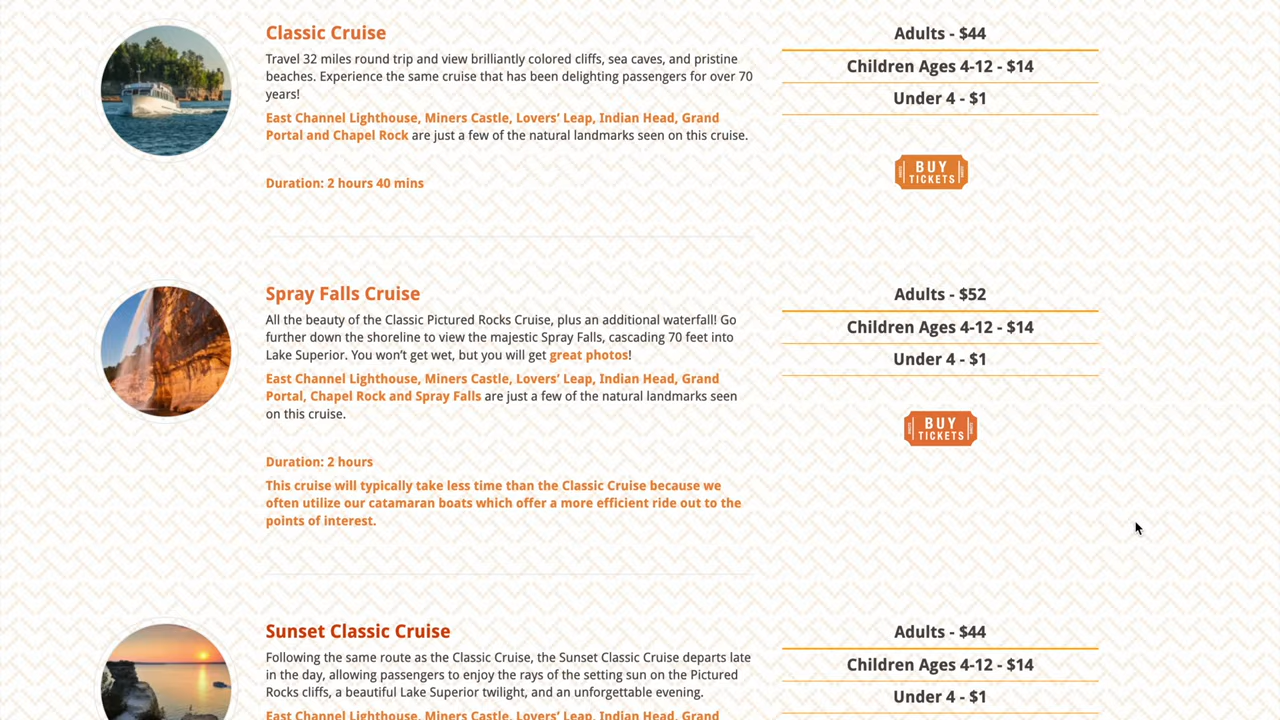 Classic Cruise
Travel 32 miles round trip and view brilliantly colored cliffs, sea caves, and pristine
beaches. Experience the same cruise that has been delighting passengers for over 70
years!
East Channel Lighthouse, Miners Castle, Lovers’ Leap, Indian Head, Grand
Portal and Chapel Rock are just a few of the natural landmarks seen on this cruise.
Duration: 2 hours 40 mins
Adults - $44
Children Ages 4-12 - $14
Under 4 - $1
BUY
TICKETS
Spray Falls Cruise
All the beauty of the Classic Pictured Rocks Cruise, plus an additional waterfall! Go
further down the shoreline to view the majestic Spray Falls, cascading 70 feet into
Lake Superior. You won’t get wet, but you will get great photos!
East Channel Lighthouse, Miners Castle, Lovers’ Leap, Indian Head, Grand
Portal, Chapel Rock and Spray Falls are just a few of the natural landmarks seen
on this cruise.
Duration: 2 hours
This cruise will typically take less time than the Classic Cruise because we
often utilize our catamaran boats which offer a more efficient ride out to the
points of interest.
Adults - $52
Children Ages 4-12 - $14
Under 4 - $1
BUY
TICKETS
Sunset Classic Cruise
Following the same route as the Classic Cruise, the Sunset Classic Cruise departs late
in the day, allowing passengers to enjoy the rays of the setting sun on the Pictured
Rocks cliffs, a beautiful Lake Superior twilight, and an unforgettable evening.
East Channel Lighthouse, Miners Castle, Lovers’ Leap, Indian Head, Grand
Adults - $44
Children Ages 4-12 - $14
Under 4 - $1